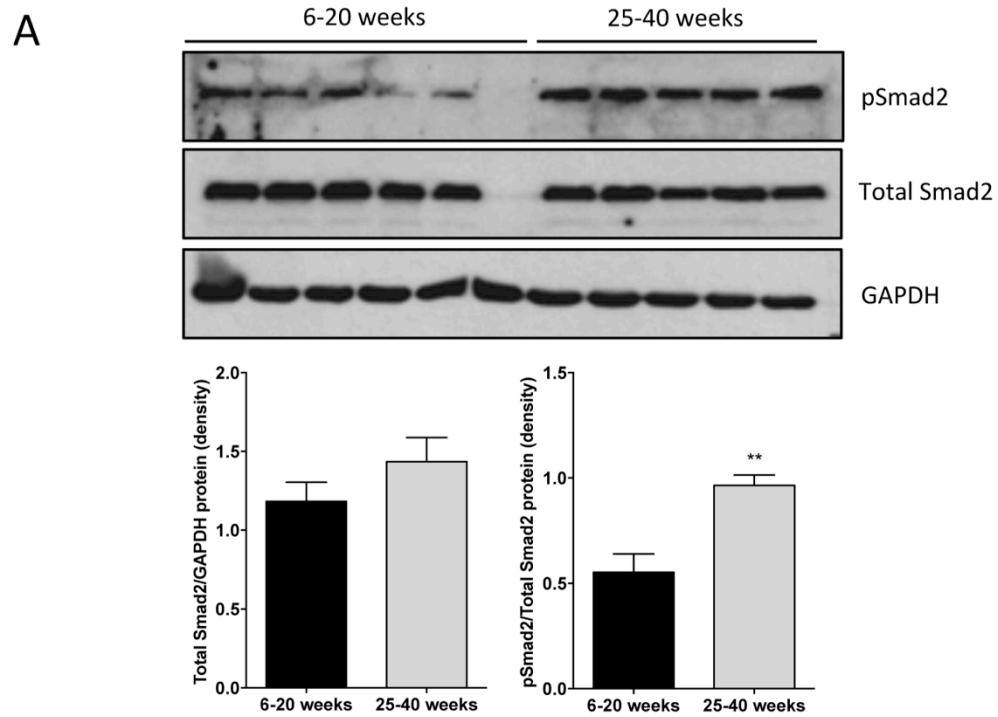 A
6-20 weeks
25-40 weeks
pSmad2
Total Smad2
GAPDH
Total Smad2/GAPDH protein (density)
2.0
1.5
1.0
0.5
0.0
6-20 weeks
25-40 weeks
pSmad2/Total Smad2 protein (density)
1.5
1.0
0.5
0.0
**
6-20 weeks
25-40 weeks